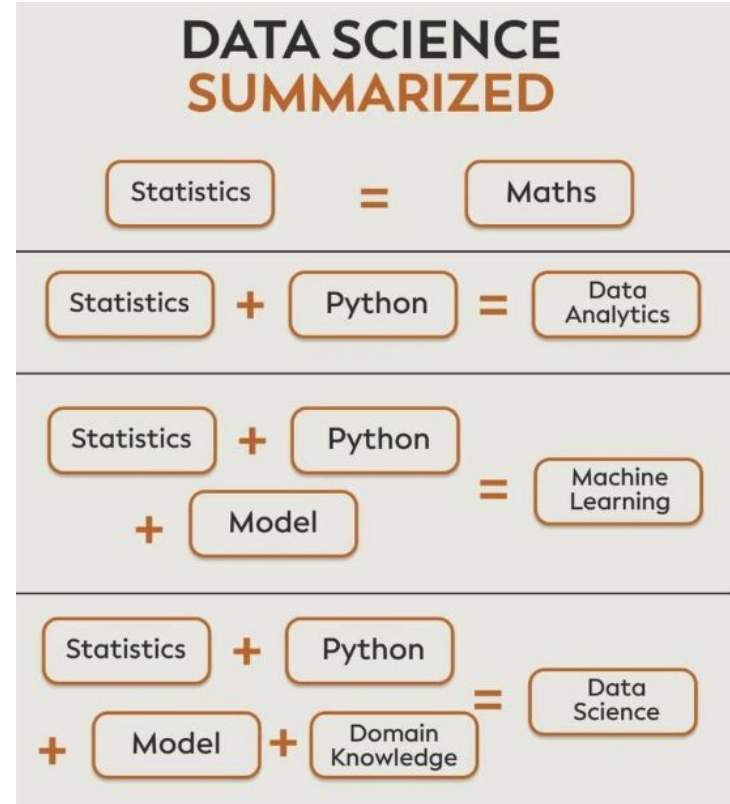 DATA SCIENCE
SUMMARIZED
Statistics = Maths
Statistics + Python = Data
Analytics
Statistics + Python
+ Model = Machine
Learning
Statistics + Python
+ Model + Domain
Knowledge = Data
Science